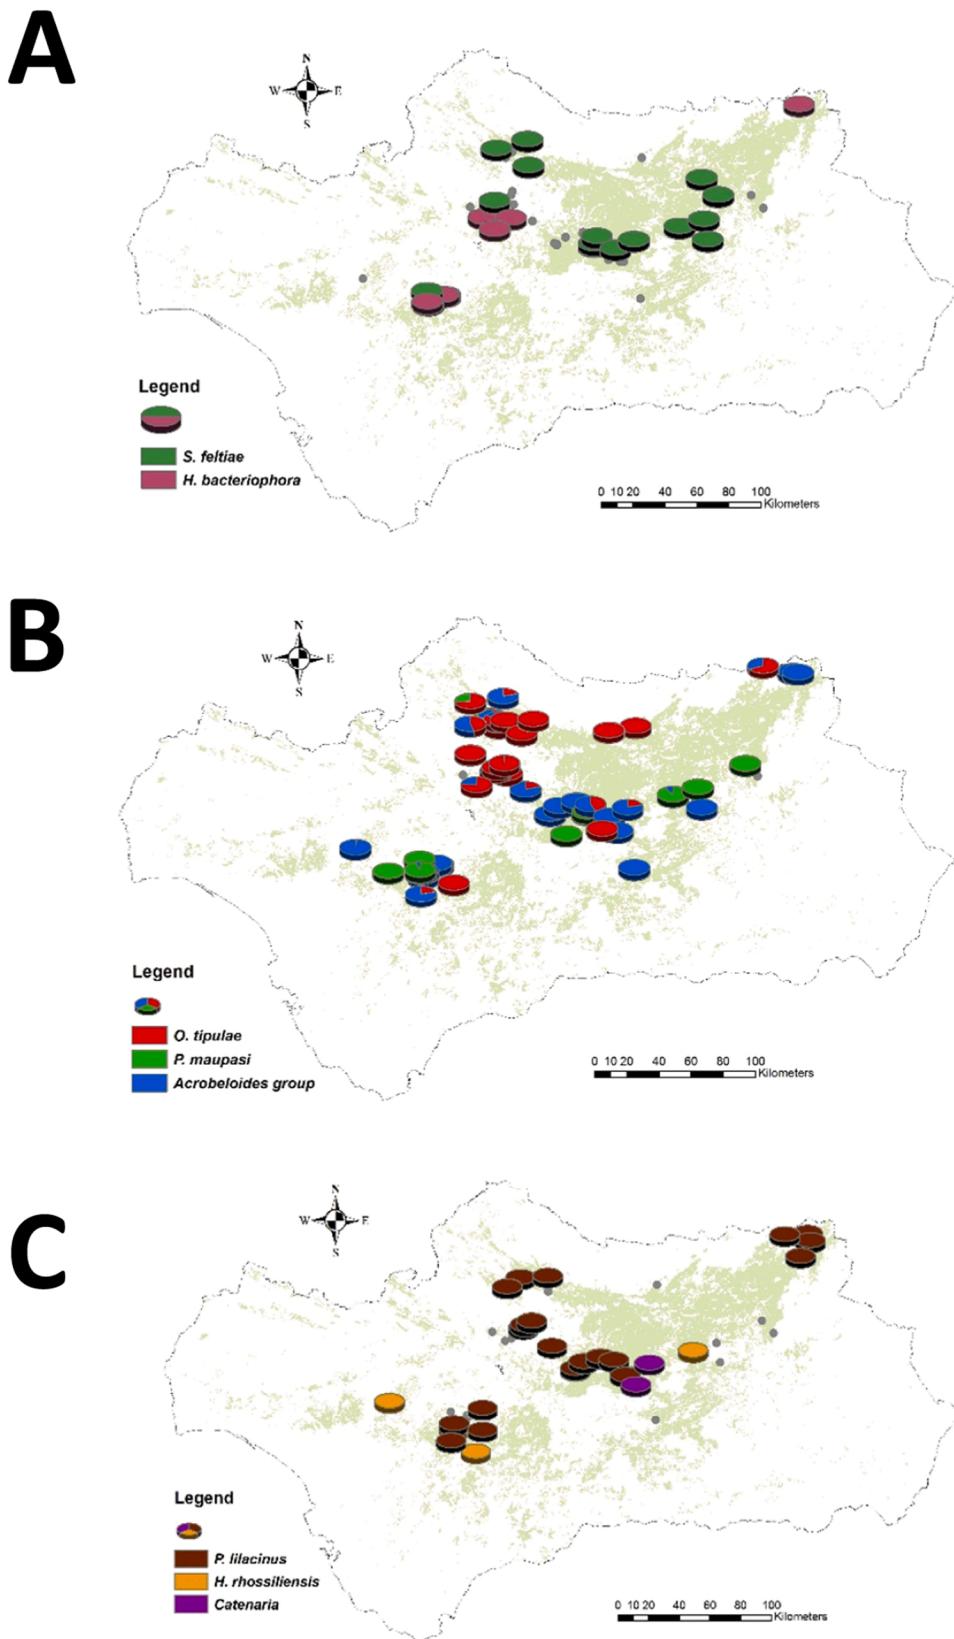 A
N
W E
S
Legend
S. feltiae
H. bacteriophora
0 10 20 40 60 80 100
Kilometers
B
N
W E
S
Legend
O. tipulae
P. maupasi
Acrobeloides group
0 10 20 40 60 80 100
Kilometers
C
N
W E
S
Legend
P. lilacinus
H. rhossiliensis
Catenaria
0 10 20 40 60 80 100
Kilometers